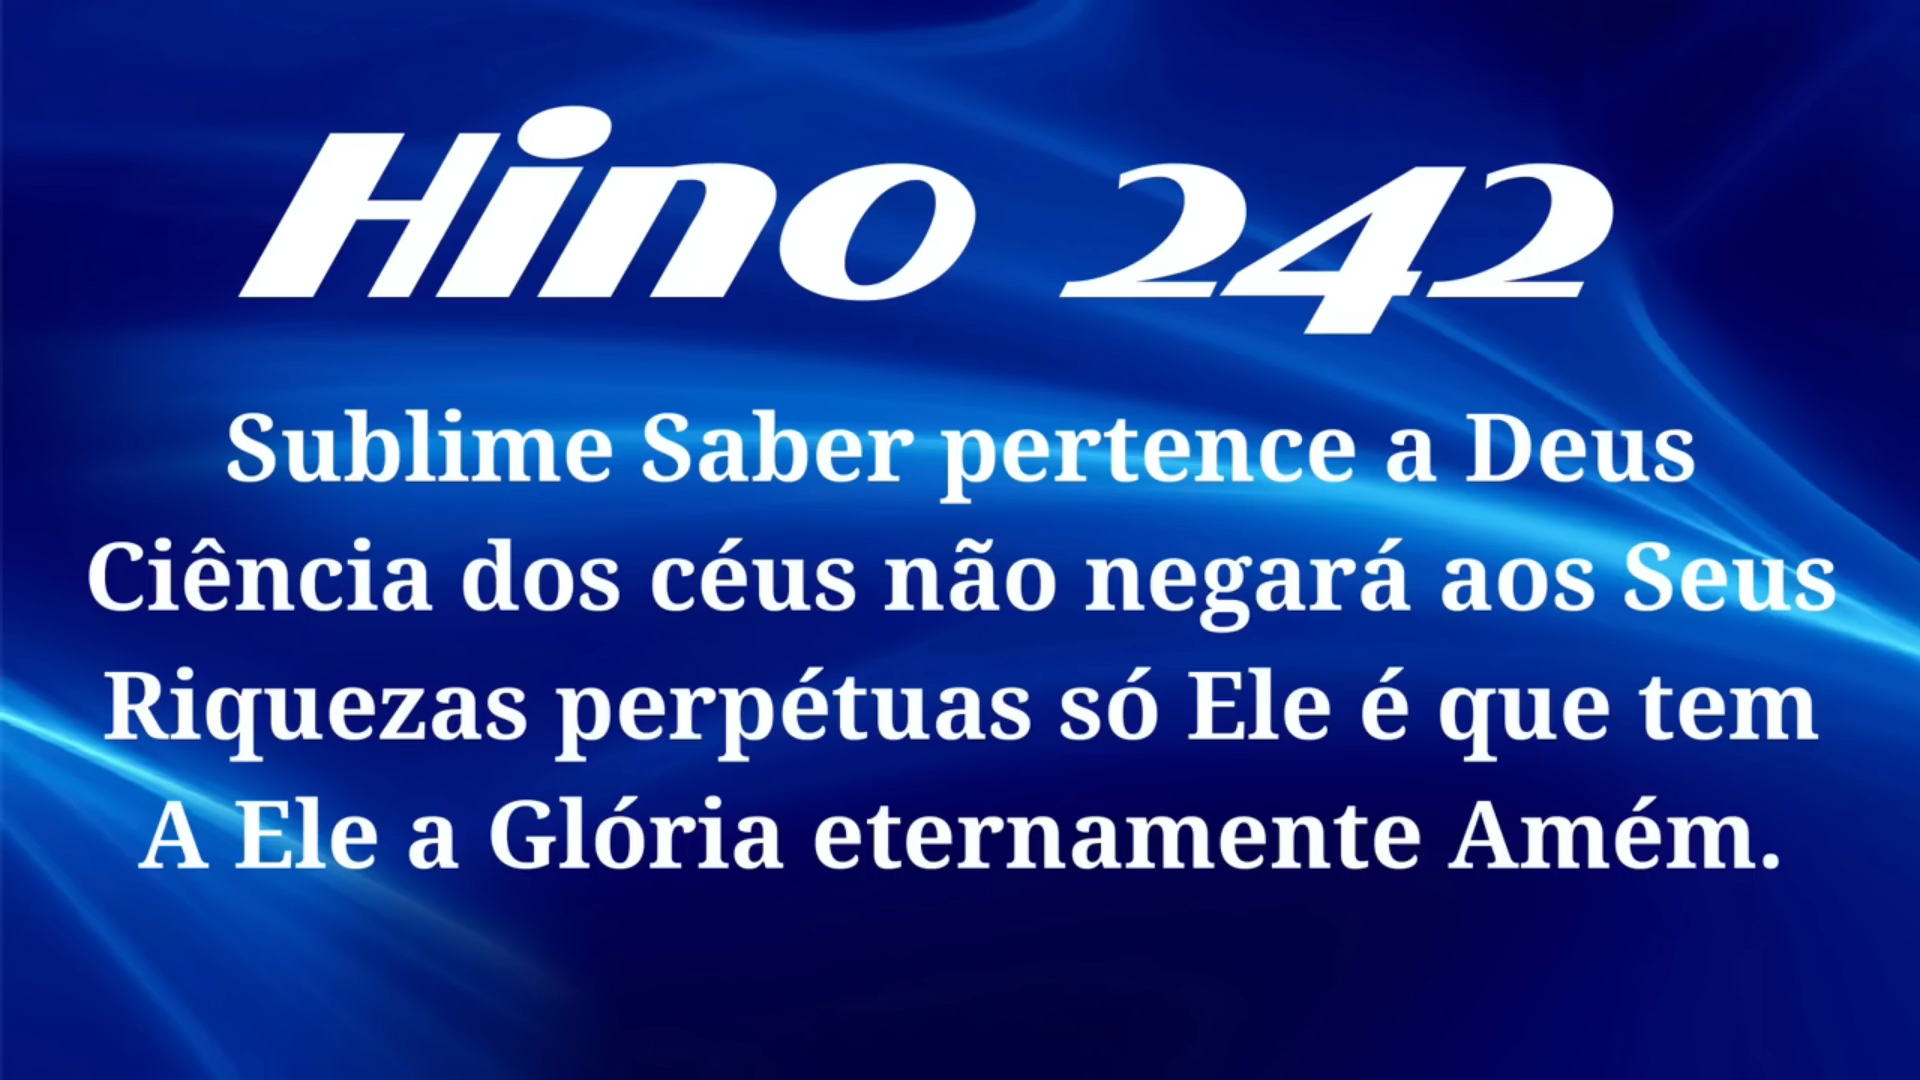 Hino 242
Sublime Saber pertence a Deus
Ciência dos céus não negará aos Seus
Riquezas perpétuas só Ele é que tem
A Ele a Glória eternamente Amém.